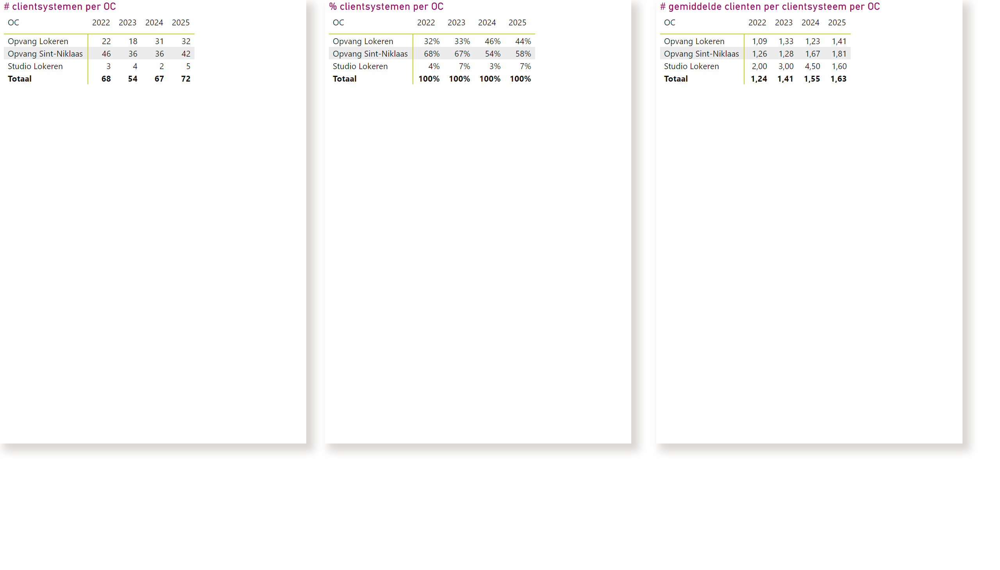 # clientsystemen per OC
OC 2022 2023 2024 2025
Opvang Lokeren 22 18 31 32
Opvang Sint-Niklaas 46 36 36 42
Studio Lokeren 3 4 2 5
Totaal 68 54 67 72
% clientsystemen per OC
OC 2022 2023 2024 2025
Opvang Lokeren 32% 33% 46% 44%
Opvang Sint-Niklaas 68% 67% 54% 58%
Studio Lokeren 4% 7% 3% 7%
Totaal 100% 100% 100% 100%
# gemiddelde clienten per clientsysteem per OC
OC 2022 2023 2024 2025
Opvang Lokeren 1,09 1,33 1,23 1,41
Opvang Sint-Niklaas 1,26 1,28 1,67 1,81
Studio Lokeren 2,00 3,00 4,50 1,60
Totaal 1,24 1,41 1,55 1,63